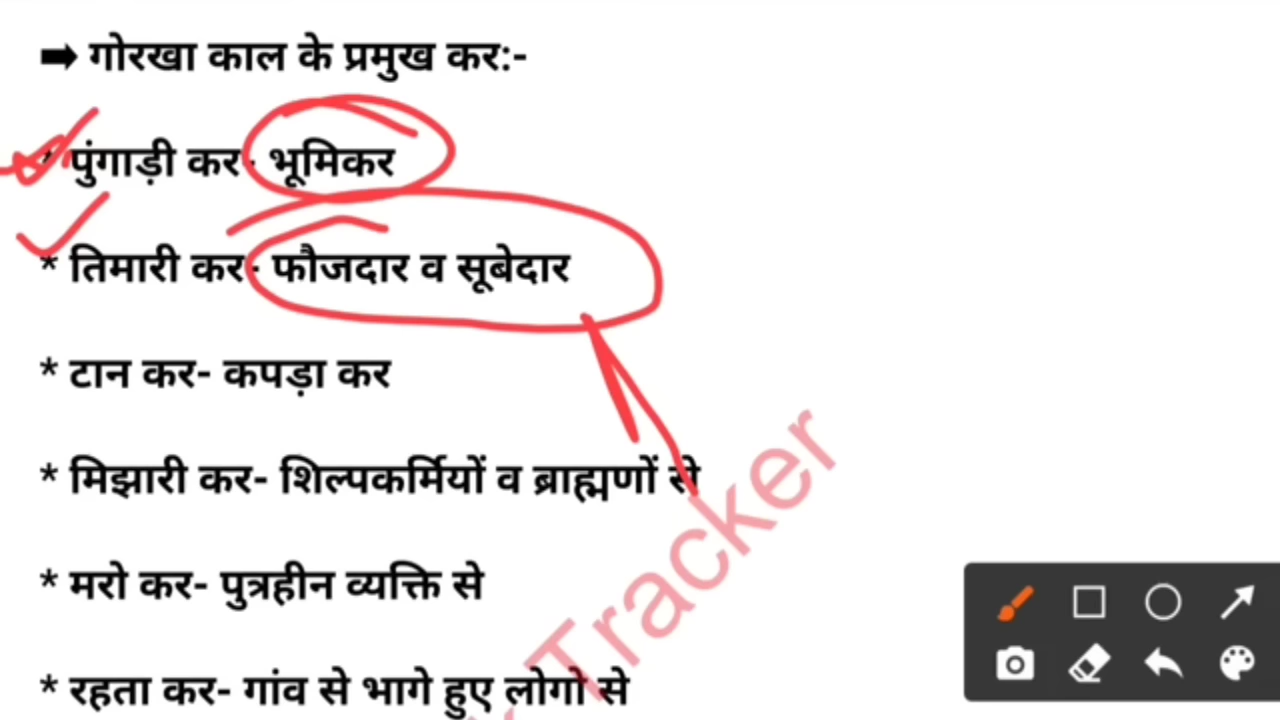 ➡ गोरखा काल के प्रमुख कर:-
* पुंगाड़ी कर- भूमिकर
* तिमारी कर- फौजदार व सूबेदार
* टान कर- कपड़ा कर
* मिझारी कर- शिल्पकर्मियों व ब्राह्मणों से
* मरो कर- पुत्रहीन व्यक्ति से
* रहता कर- गांव से भागे हुए लोगो से
Tracker